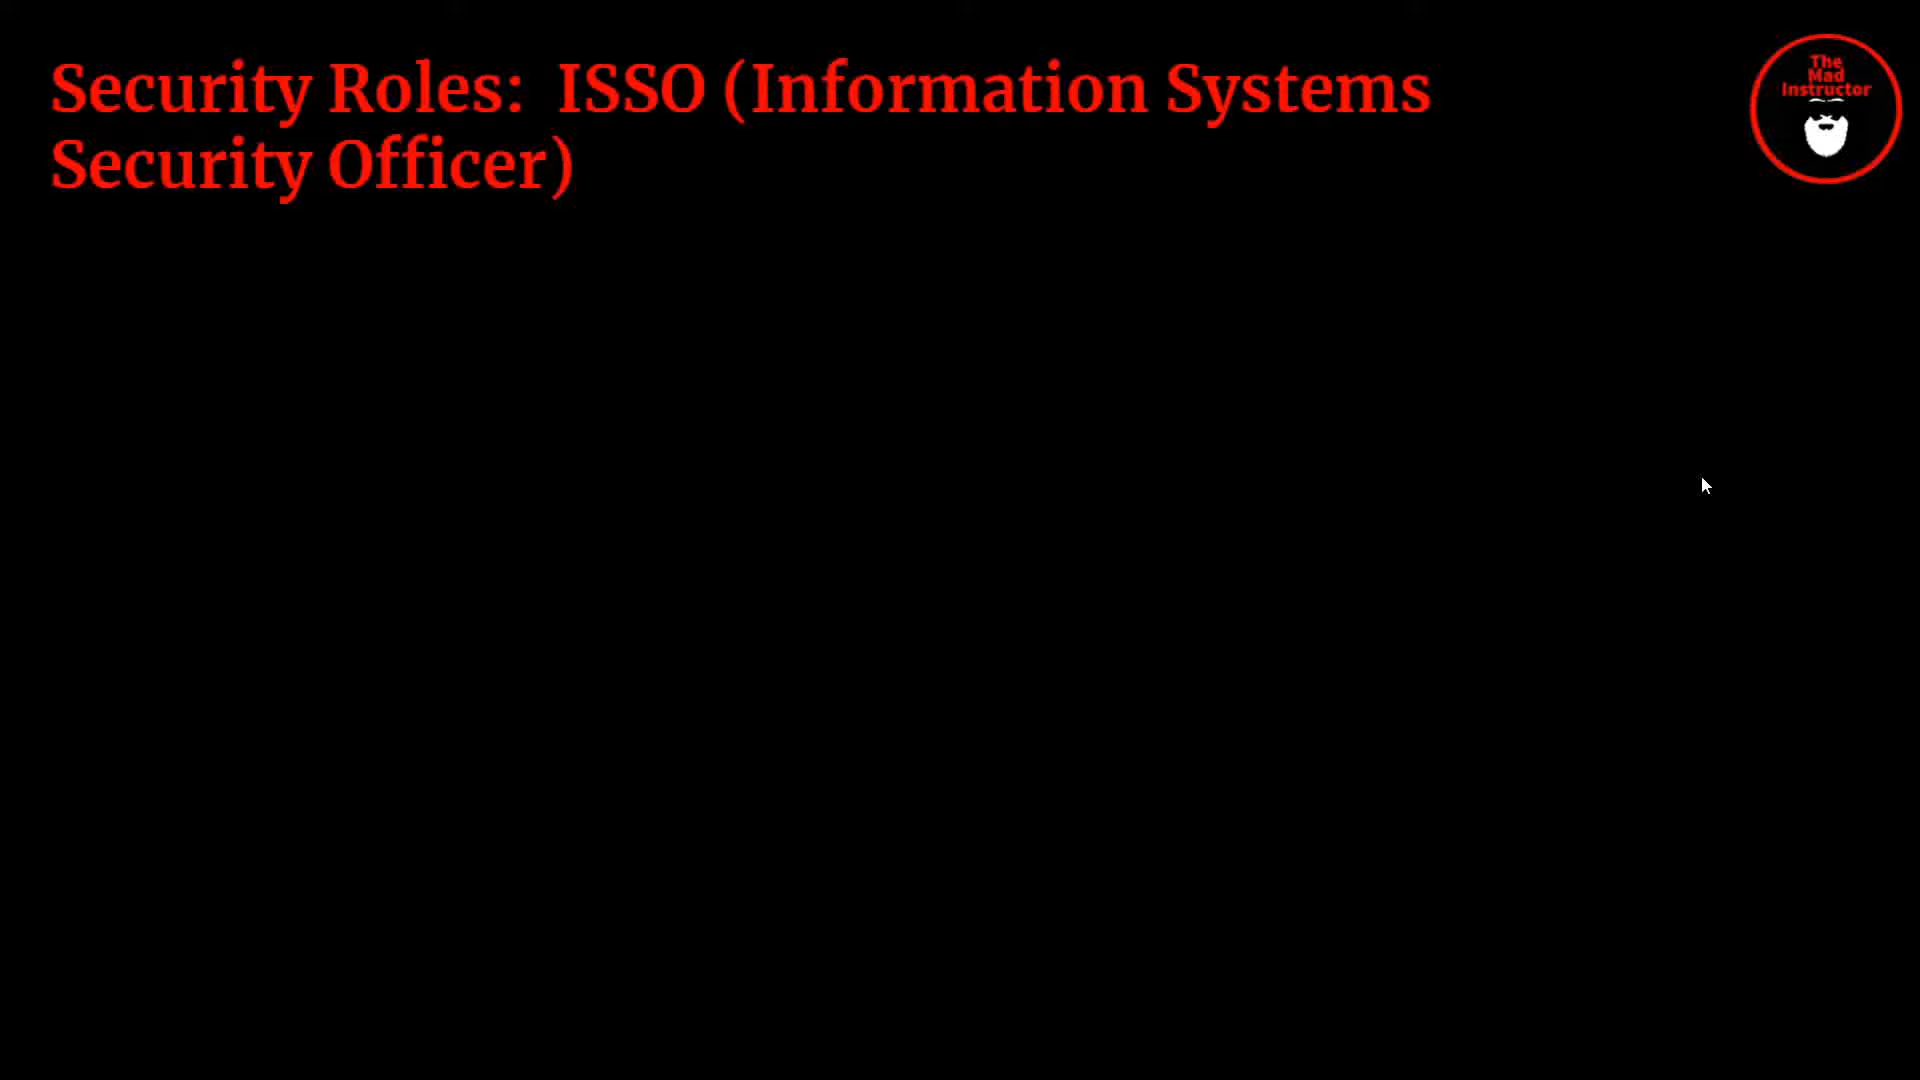 Security Roles:  ISSO (Information Systems
Security Officer)
The
Mad
Instructor